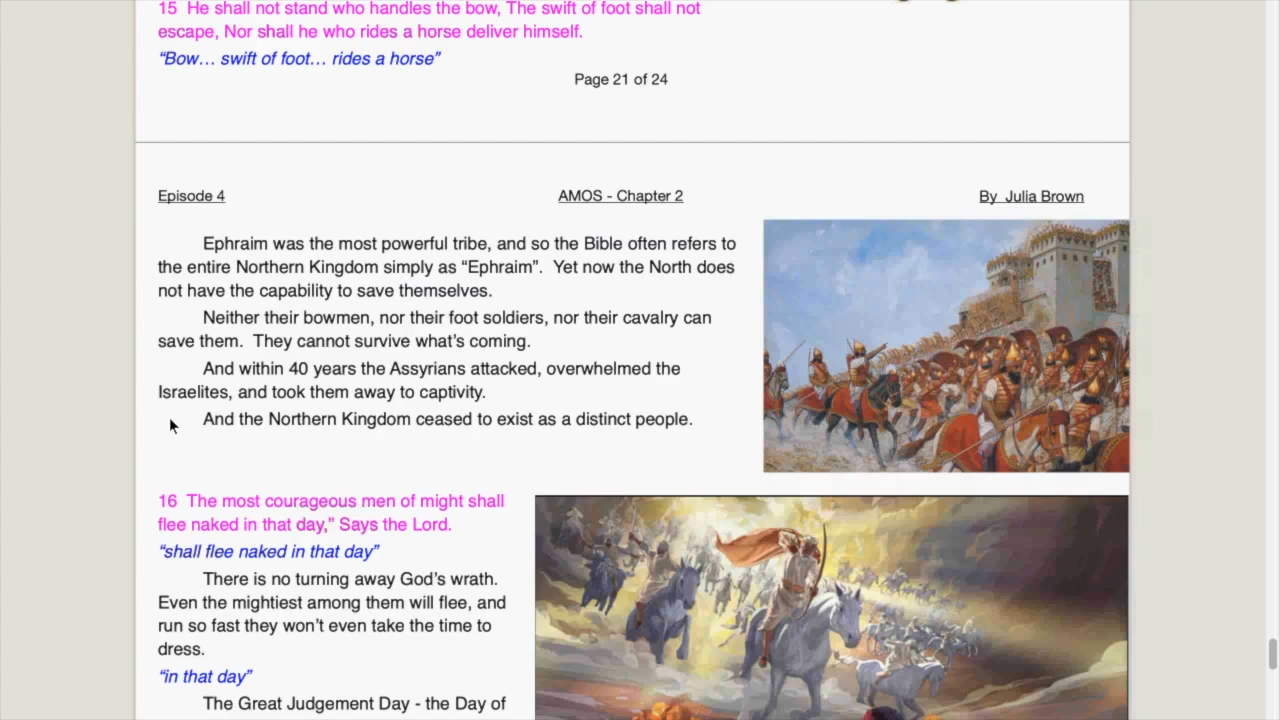 15  He shall not stand who handles the bow, The swift of foot shall not
escape, Nor shall he who rides a horse deliver himself.
“Bow… swift of foot… rides a horse”
Page 21 of 24
Episode 4
AMOS - Chapter 2
By  Julia Brown
Ephraim was the most powerful tribe, and so the Bible often refers to
the entire Northern Kingdom simply as “Ephraim”.  Yet now the North does
not have the capability to save themselves.
Neither their bowmen, nor their foot soldiers, nor their cavalry can
save them.  They cannot survive what’s coming.
And within 40 years the Assyrians attacked, overwhelmed the
Israelites, and took them away to captivity.
And the Northern Kingdom ceased to exist as a distinct people.
16  The most courageous men of might shall
flee naked in that day,” Says the Lord.
“shall flee naked in that day”
There is no turning away God’s wrath.
Even the mightiest among them will flee, and
run so fast they won’t even take the time to
dress.
“in that day”
The Great Judgement Day - the Day of